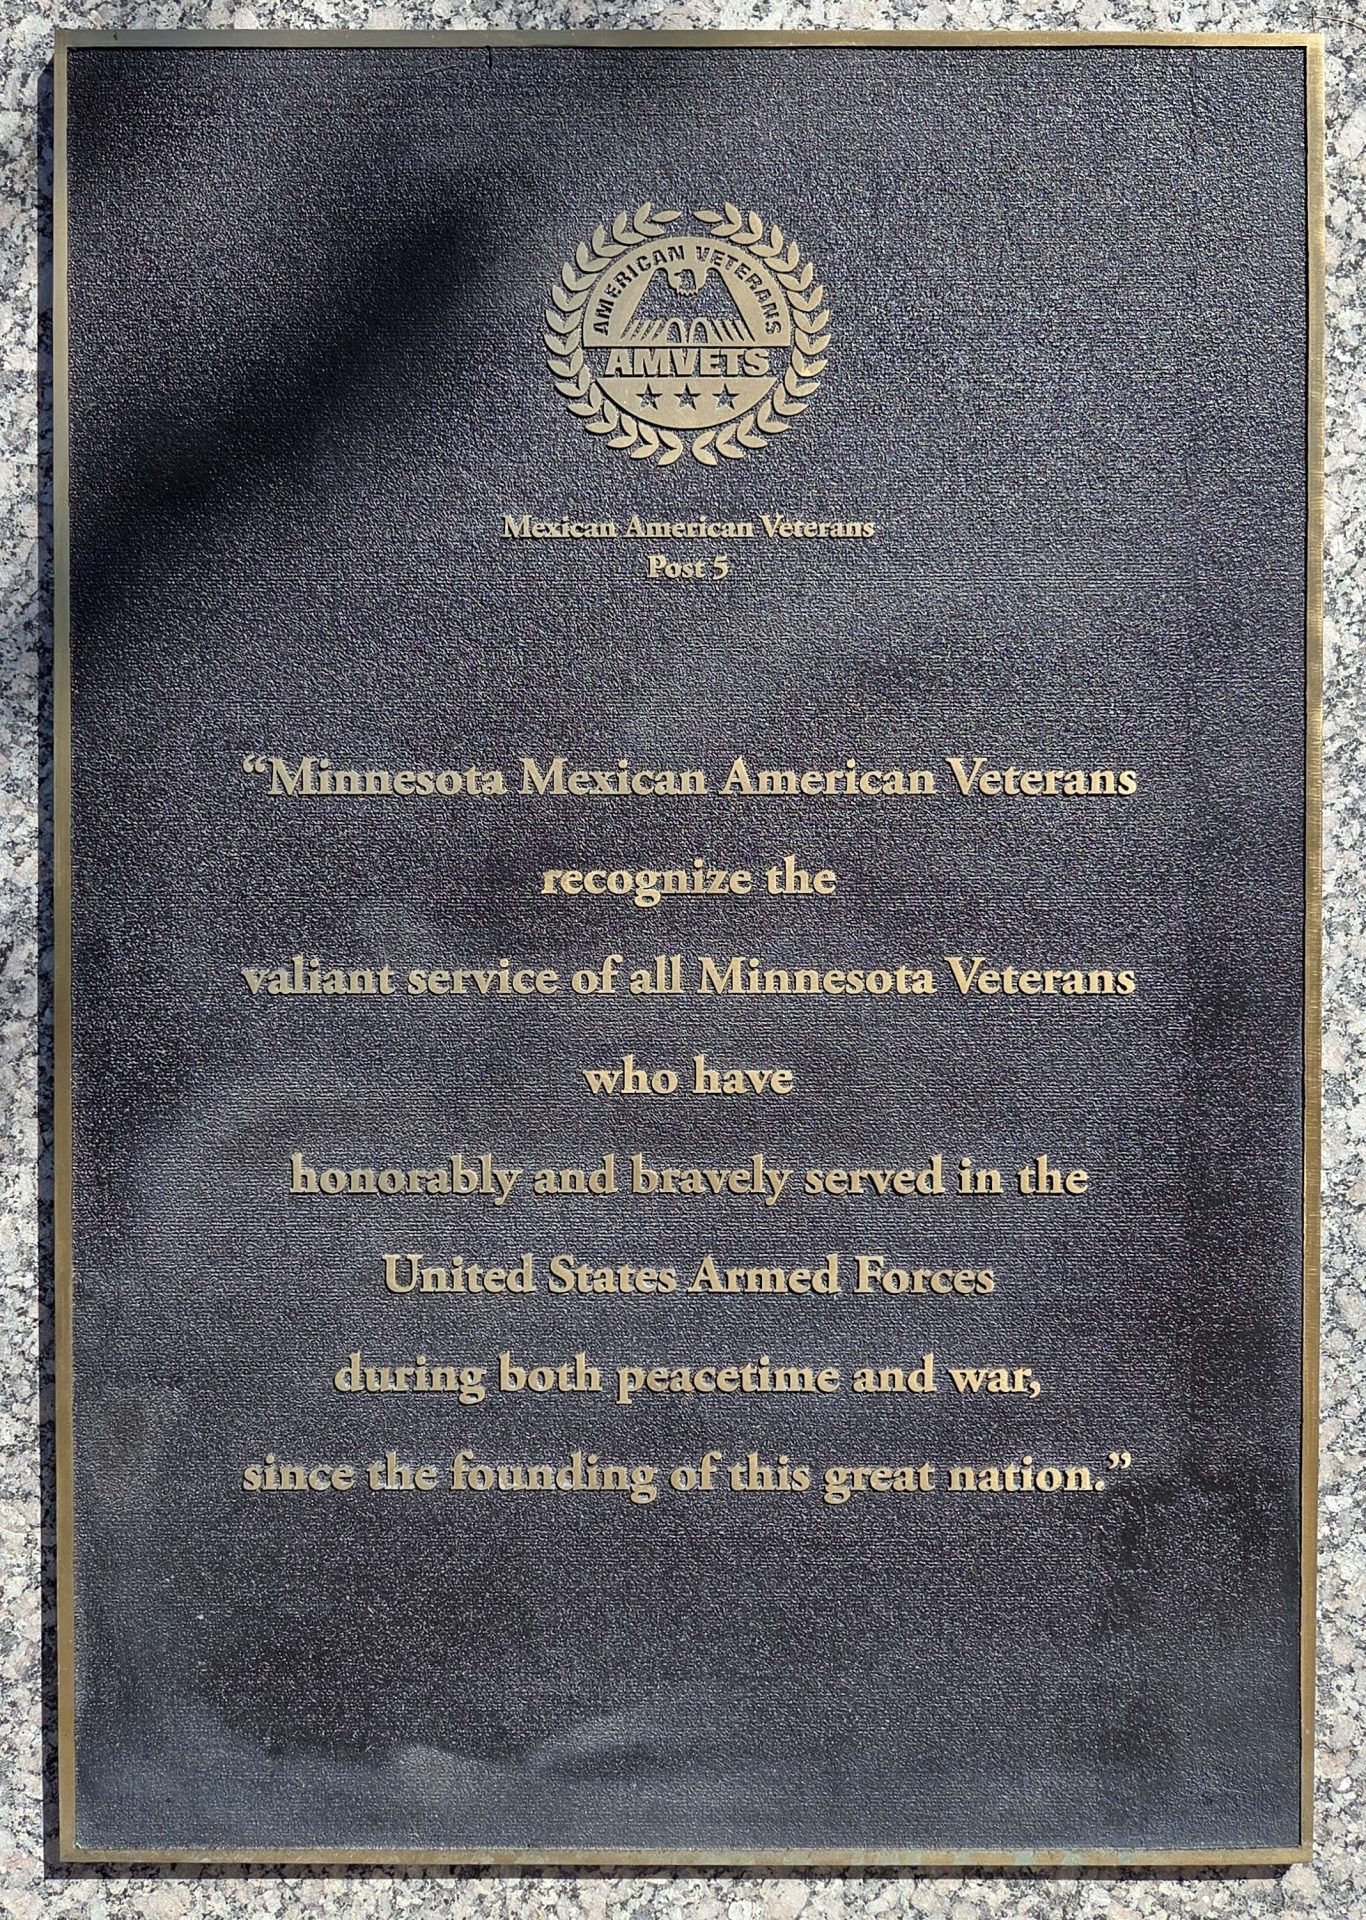 AMERICAN VETERANS
AMVETS
Mexican American Veterans
Post 5
“Minnesota Mexican American Veterans
recognize the
valiant service of all Minnesota Veterans
who have
honorably and bravely served in the
United States Armed Forces
during both peacetime and war,
since the founding of this great nation.”